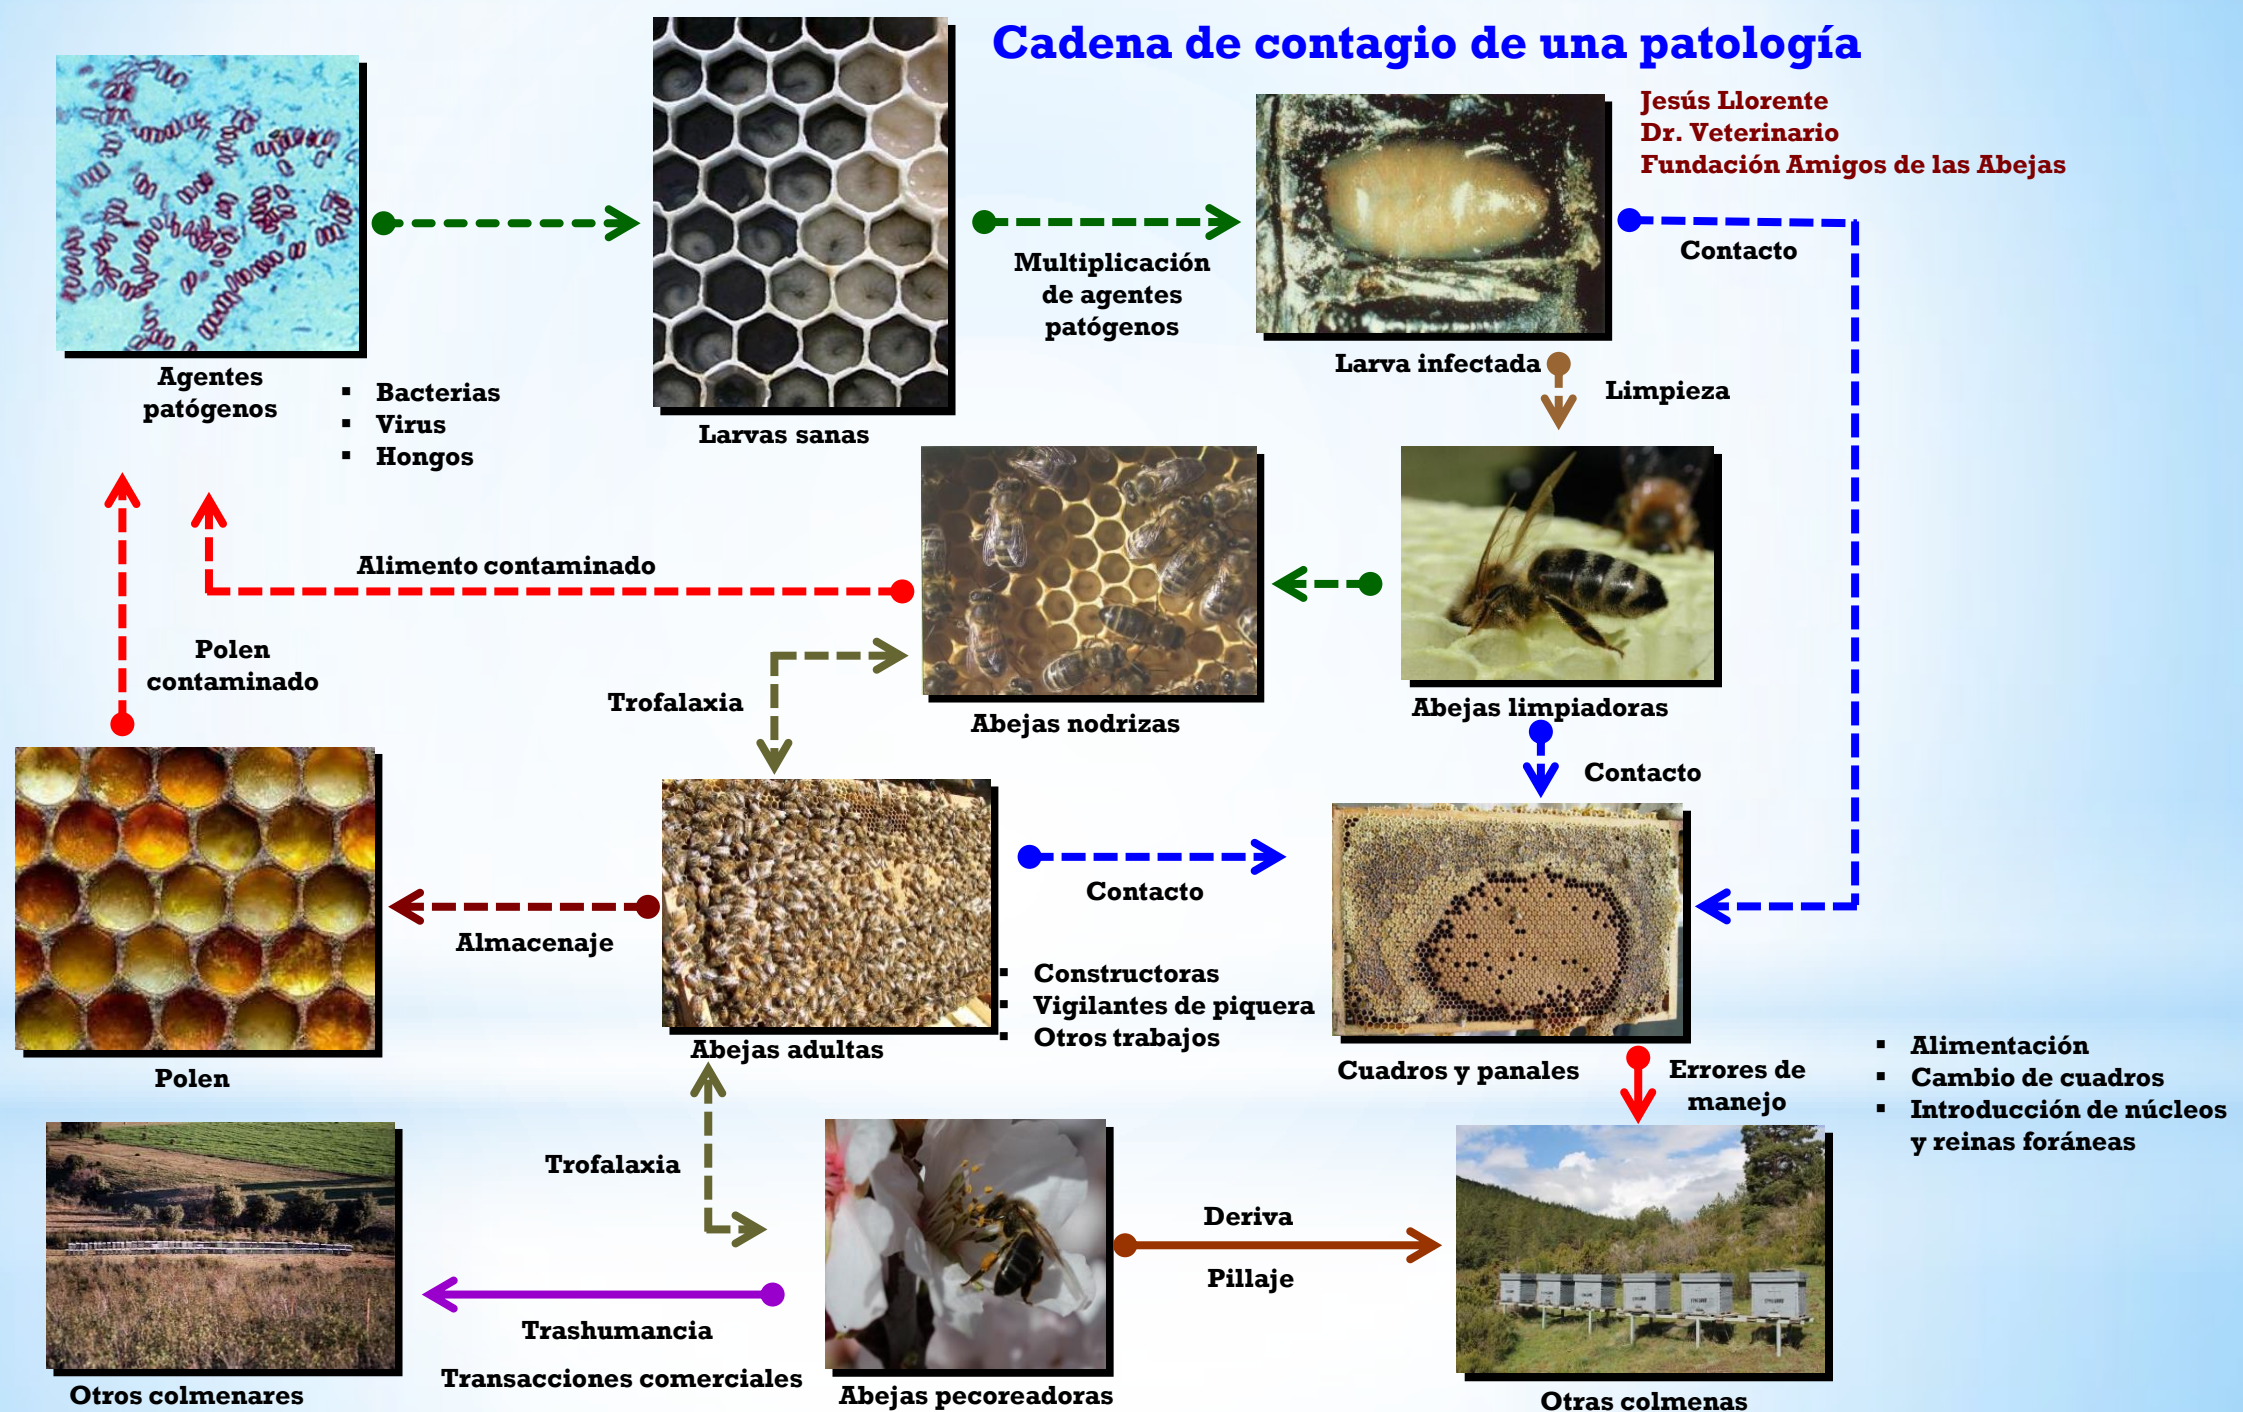 Cadena de contagio de una patología
Jesús Llorente
Dr. Veterinario
Fundación Amigos de las Abejas
Agentes
patógenos
▪ Bacterias
▪ Virus
▪ Hongos
Larvas sanas
Multiplicación
de agentes
patógenos
Larva infectada
Contacto
Limpieza
Alimento contaminado
Polen
contaminado
Trofalaxia
Abejas nodrizas
Abejas limpiadoras
Contacto
Contacto
Almacenaje
▪ Constructoras
▪ Vigilantes de piquera
▪ Otros trabajos
Abejas adultas
Polen
Cuadros y panales
Errores de
manejo
▪ Alimentación
▪ Cambio de cuadros
▪ Introducción de núcleos
y reinas foráneas
Trofalaxia
Deriva
Pillaje
Trashumancia
Transacciones comerciales
Otros colmenares
Abejas pecoreadoras
Otras colmenas